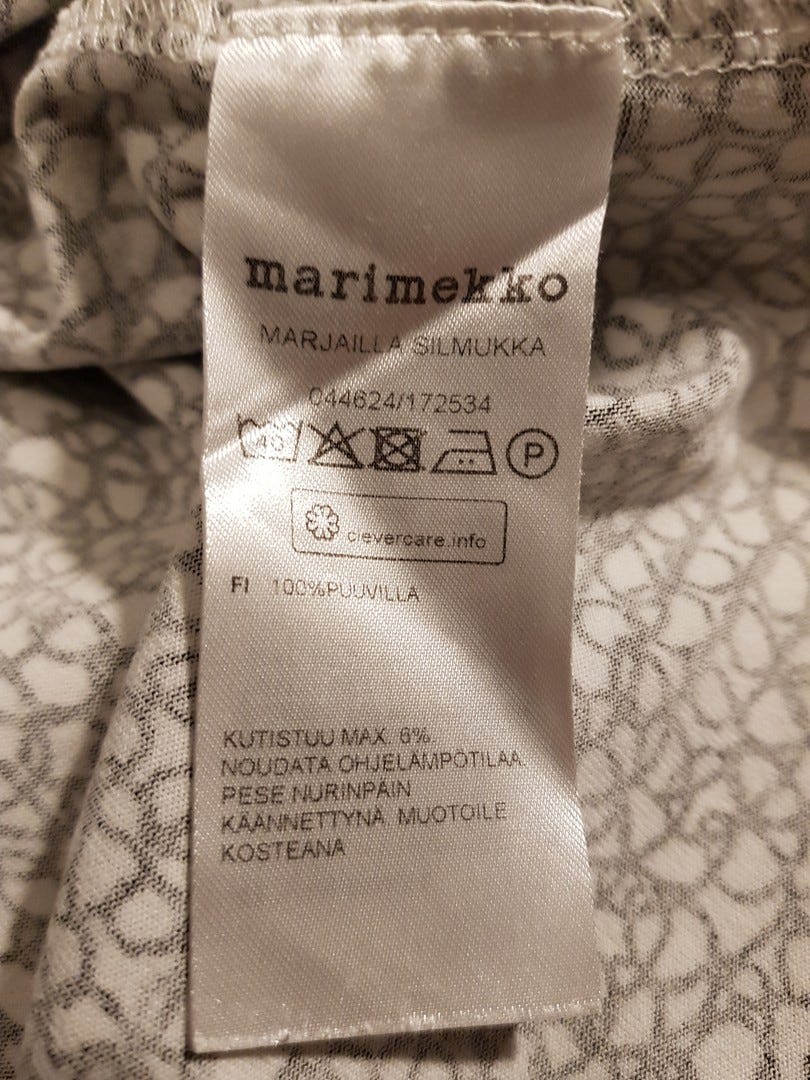 marimekko
MARJAILLA SILMUKKA
044624/172534
40 P
clevercare.info
FI 100%PUUVILLA
KUTISTUU MAX. 6%.
NOUDATA OHJELÄMPÖTILAA.
PESE NURINPÄIN
KÄÄNNETTYNÄ. MUOTOILE
KOSTEANA